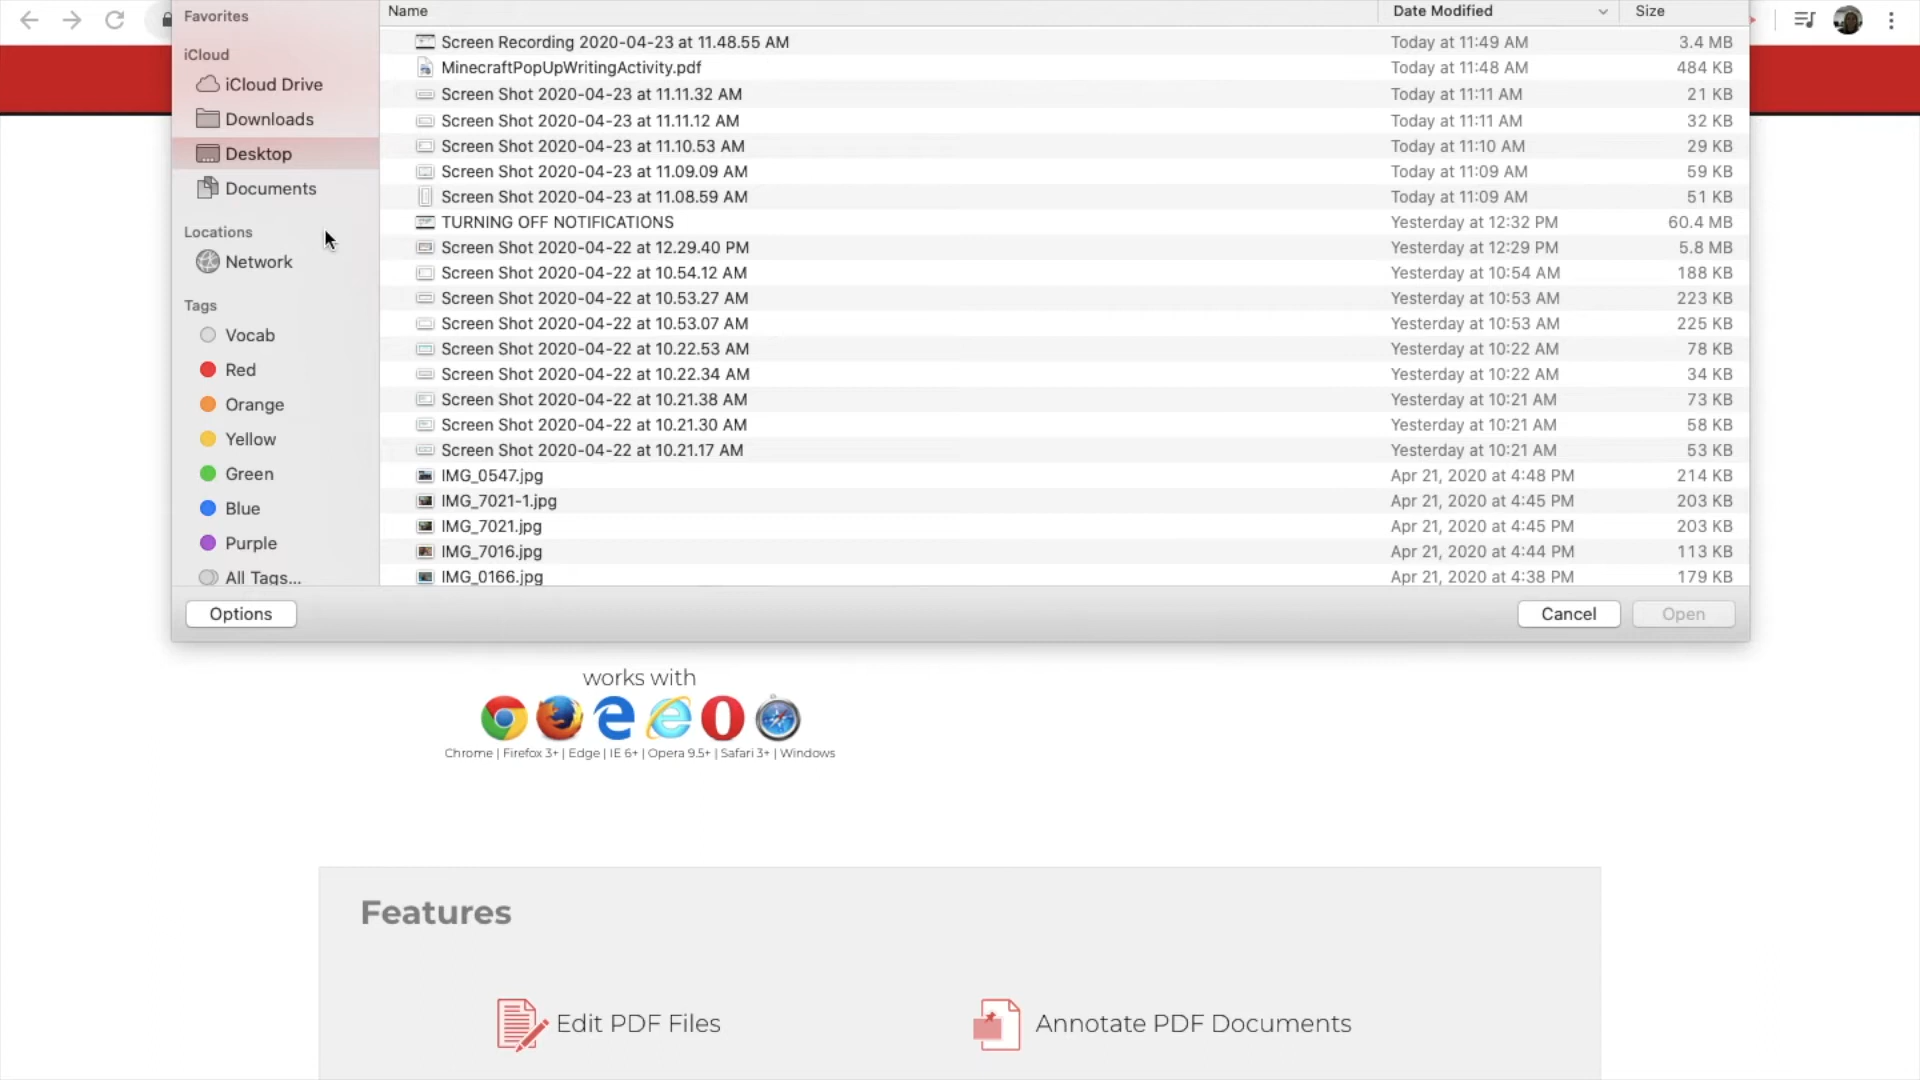 Favorites
iCloud
iCloud Drive
Downloads
Desktop
Documents
Locations
Network
Tags
Vocab
Red
Orange
Yellow
Green
Blue
Purple
All Tags...
Name Date Modified Size
Screen Recording 2020-04-23 at 11.48.55 AM Today at 11:49 AM 3.4 MB
MinecraftPopUpWritingActivity.pdf Today at 11:48 AM 484 KB
Screen Shot 2020-04-23 at 11.11.32 AM Today at 11:11 AM 21 KB
Screen Shot 2020-04-23 at 11.11.12 AM Today at 11:11 AM 32 KB
Screen Shot 2020-04-23 at 11.10.53 AM Today at 11:10 AM 29 KB
Screen Shot 2020-04-23 at 11.09.09 AM Today at 11:09 AM 59 KB
Screen Shot 2020-04-23 at 11.08.59 AM Today at 11:09 AM 51 KB
TURNING OFF NOTIFICATIONS Yesterday at 12:32 PM 60.4 MB
Screen Shot 2020-04-22 at 12.29.40 PM Yesterday at 12:29 PM 5.8 MB
Screen Shot 2020-04-22 at 10.54.12 AM Yesterday at 10:54 AM 188 KB
Screen Shot 2020-04-22 at 10.53.27 AM Yesterday at 10:53 AM 223 KB
Screen Shot 2020-04-22 at 10.53.07 AM Yesterday at 10:53 AM 225 KB
Screen Shot 2020-04-22 at 10.22.53 AM Yesterday at 10:22 AM 78 KB
Screen Shot 2020-04-22 at 10.22.34 AM Yesterday at 10:22 AM 34 KB
Screen Shot 2020-04-22 at 10.21.38 AM Yesterday at 10:21 AM 73 KB
Screen Shot 2020-04-22 at 10.21.30 AM Yesterday at 10:21 AM 58 KB
Screen Shot 2020-04-22 at 10.21.17 AM Yesterday at 10:21 AM 53 KB
IMG_0547.jpg Apr 21, 2020 at 4:48 PM 214 KB
IMG_7021-1.jpg Apr 21, 2020 at 4:45 PM 203 KB
IMG_7021.jpg Apr 21, 2020 at 4:45 PM 203 KB
IMG_7016.jpg Apr 21, 2020 at 4:44 PM 113 KB
IMG_0166.jpg Apr 21, 2020 at 4:38 PM 179 KB
Options Cancel Open
works with
Chrome | Firefox 3+ | Edge | IE 6+ | Opera 9.5+ | Safari 3+ | Windows
Features
Edit PDF Files Annotate PDF Documents